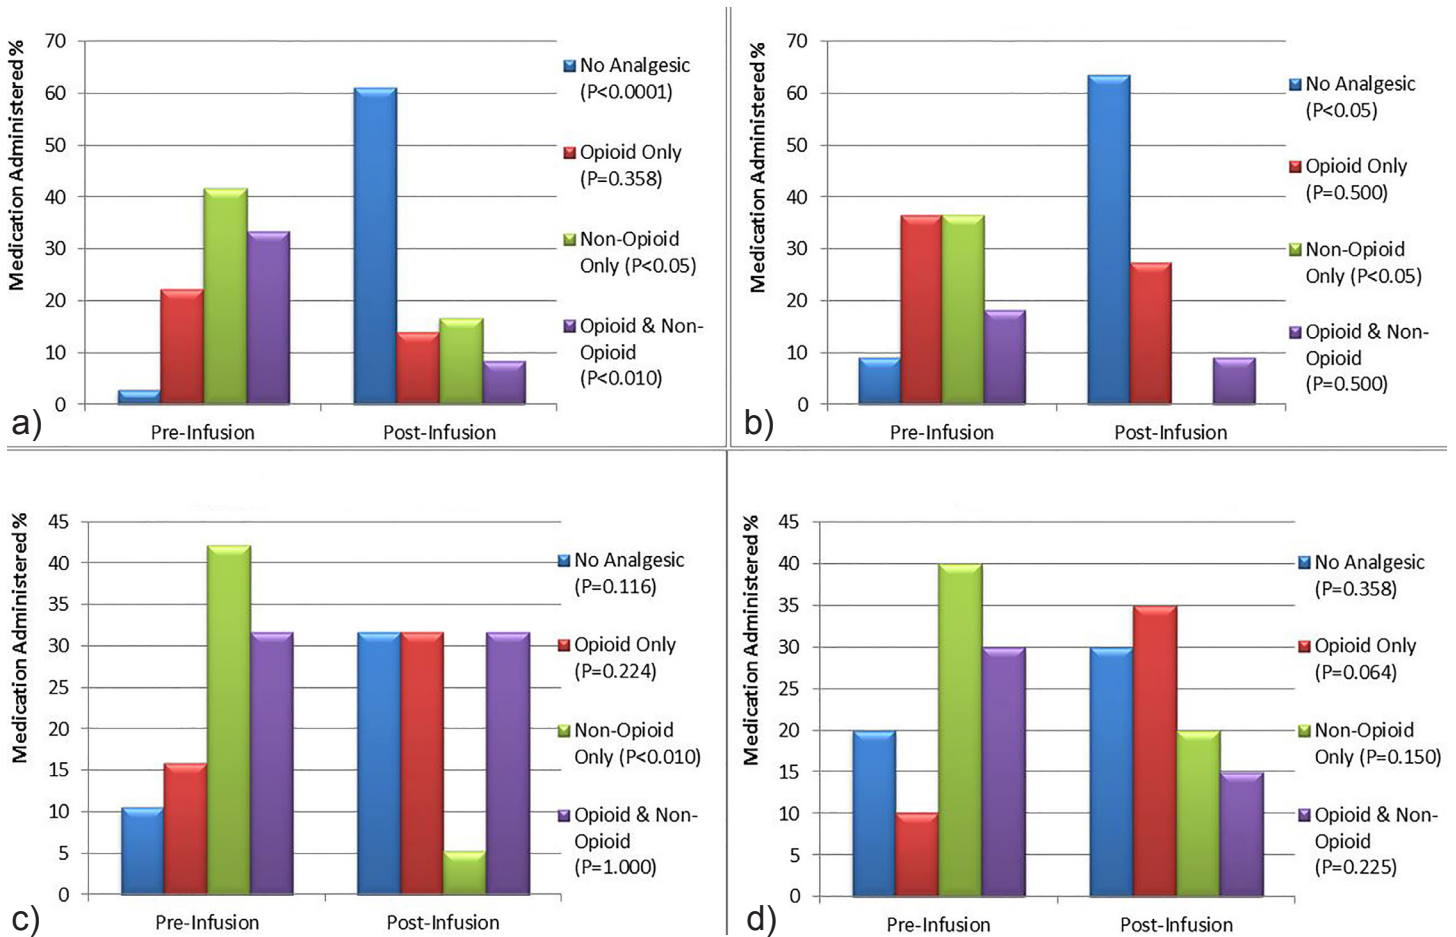 Medication Administered %
70
60
50
40
30
20
10
0
Pre-Infusion
Post-Infusion
No Analgesic
(P<0.0001)
Opioid Only
(P=0.358)
Non-Opioid
Only (P<0.05)
Opioid & Non-
Opioid
(P<0.010)
a)
Medication Administered %
70
60
50
40
30
20
10
0
Pre-Infusion
Post-Infusion
No Analgesic
(P<0.05)
Opioid Only
(P=0.500)
Non-Opioid
Only (P<0.05)
Opioid & Non-
Opioid
(P=0.500)
b)
Medication Administered %
45
40
35
30
25
20
15
10
5
0
Pre-Infusion
Post-Infusion
No Analgesic
(P=0.116)
Opioid Only
(P=0.224)
Non-Opioid
Only (P<0.010)
Opioid & Non-
Opioid
(P=1.000)
c)
Medication Administered %
45
40
35
30
25
20
15
10
5
0
Pre-Infusion
Post-Infusion
No Analgesic
(P=0.358)
Opioid Only
(P=0.064)
Non-Opioid
Only (P=0.150)
Opioid & Non-
Opioid
(P=0.225)
d)